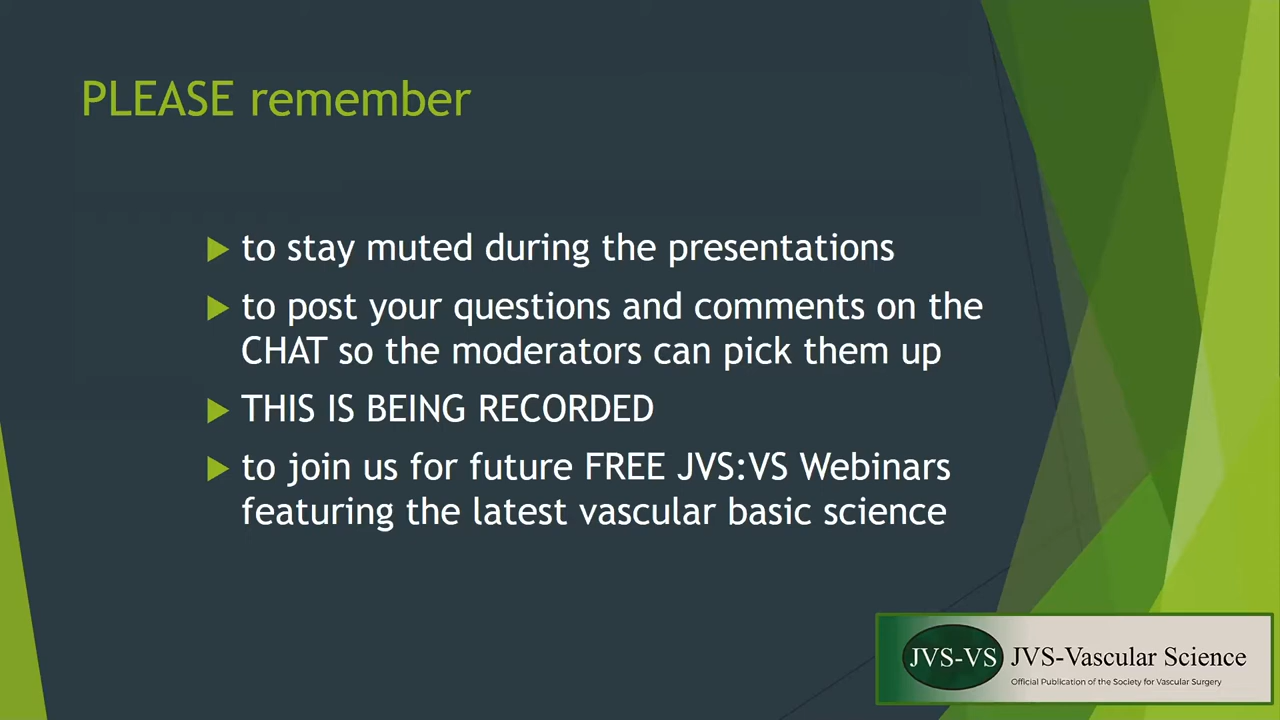 PLEASE remember
to stay muted during the presentations
to post your questions and comments on the
CHAT so the moderators can pick them up
THIS IS BEING RECORDED
to join us for future FREE JVS:VS Webinars
featuring the latest vascular basic science
JVS-VS JVS-Vascular Science
Official Publication of the Society for Vascular Surgery